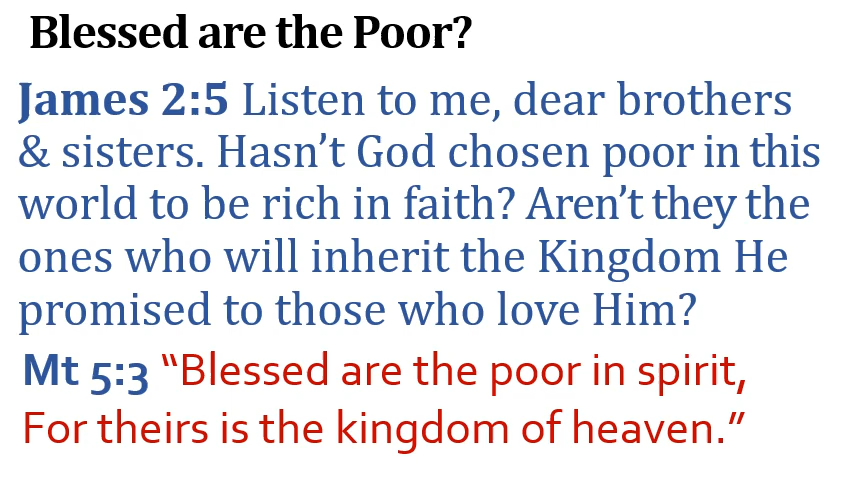 Blessed are the Poor?
James 2:5 Listen to me, dear brothers
& sisters. Hasn’t God chosen poor in this
world to be rich in faith? Aren’t they the
ones who will inherit the Kingdom He
promised to those who love Him?
Mt 5:3 “Blessed are the poor in spirit,
For theirs is the kingdom of heaven.”